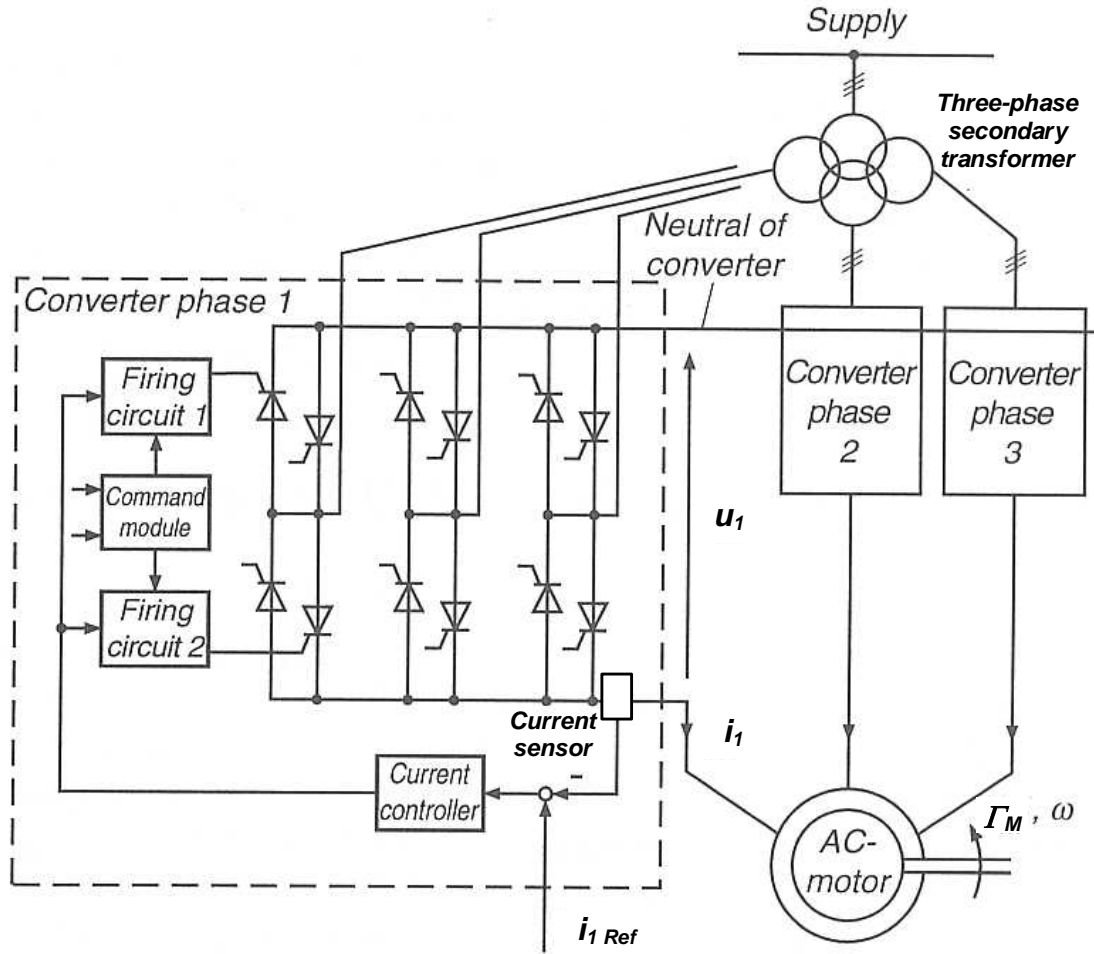 Supply
Three-phase
secondary
transformer
Neutral of
converter
Converter phase 1
Firing
circuit 1
Command
module
Firing
circuit 2
Converter
phase
2
Converter
phase
3
u1
Current
sensor
i1
Current
controller
-
i1 Ref
ΓM , ω
AC-
motor